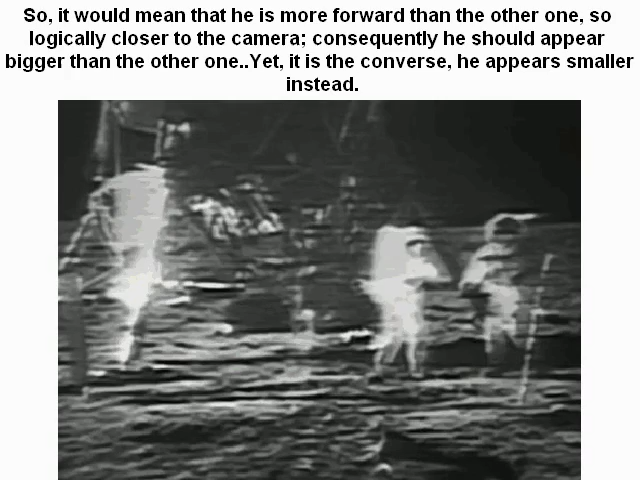 So, it would mean that he is more forward than the other one, so
logically closer to the camera; consequently he should appear
bigger than the other one..Yet, it is the converse, he appears smaller
instead.